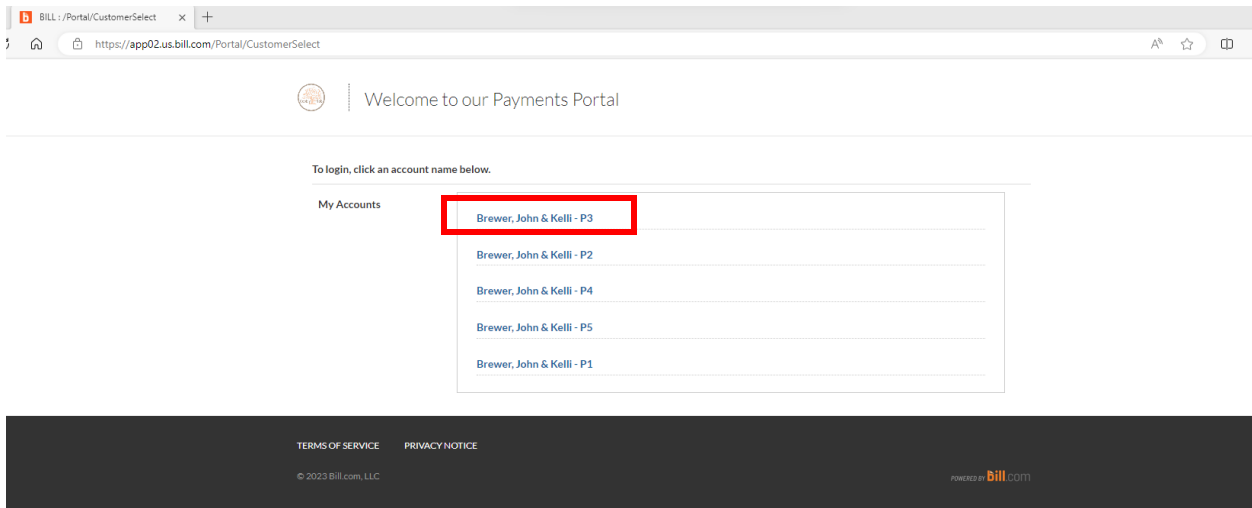 BILL : /Portal/CustomerSelect
https://app02.us.bill.com/Portal/CustomerSelect
Welcome to our Payments Portal
To login, click an account name below.
My Accounts
Brewer, John & Kelli - P3
Brewer, John & Kelli - P2
Brewer, John & Kelli - P4
Brewer, John & Kelli - P5
Brewer, John & Kelli - P1
TERMS OF SERVICE PRIVACY NOTICE
© 2023 Bill.com, LLC
POWERED BY Bill.com